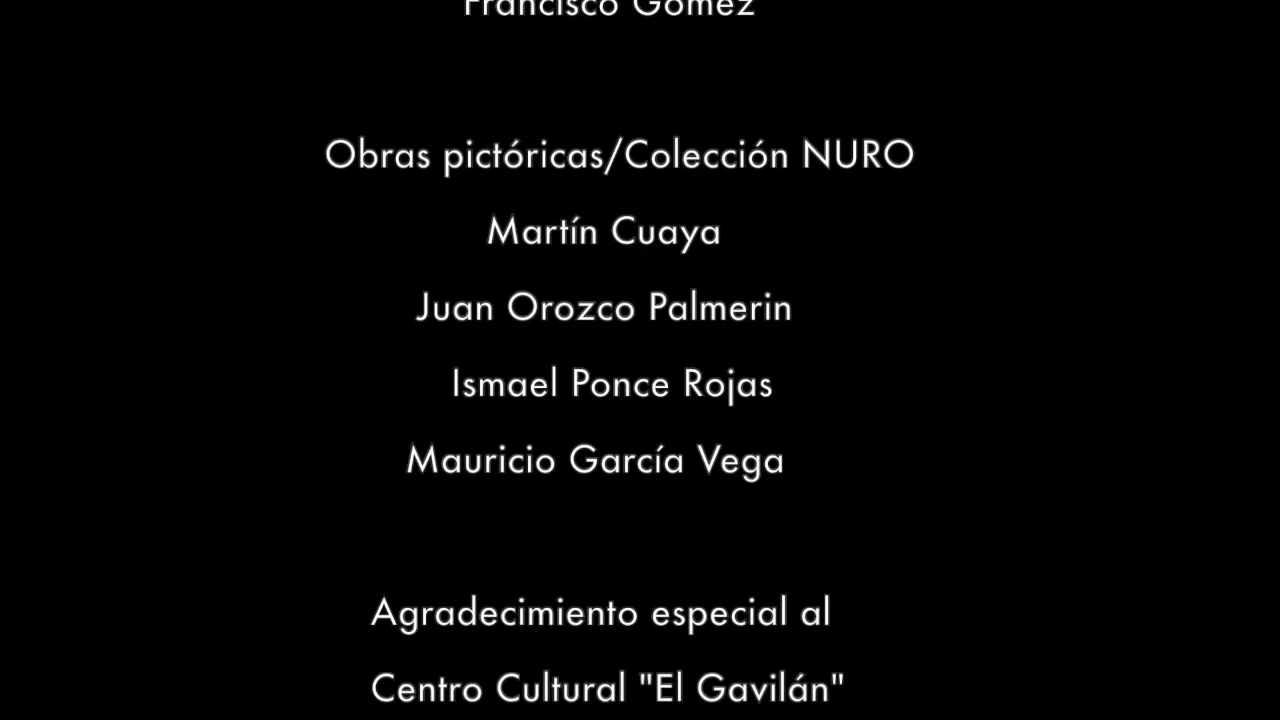 Francisco Gómez
Obras pictóricas/Colección NURO
Martín Cuaya
Juan Orozco Palmerin
Ismael Ponce Rojas
Mauricio García Vega
Agradecimiento especial al
Centro Cultural "El Gavilán"